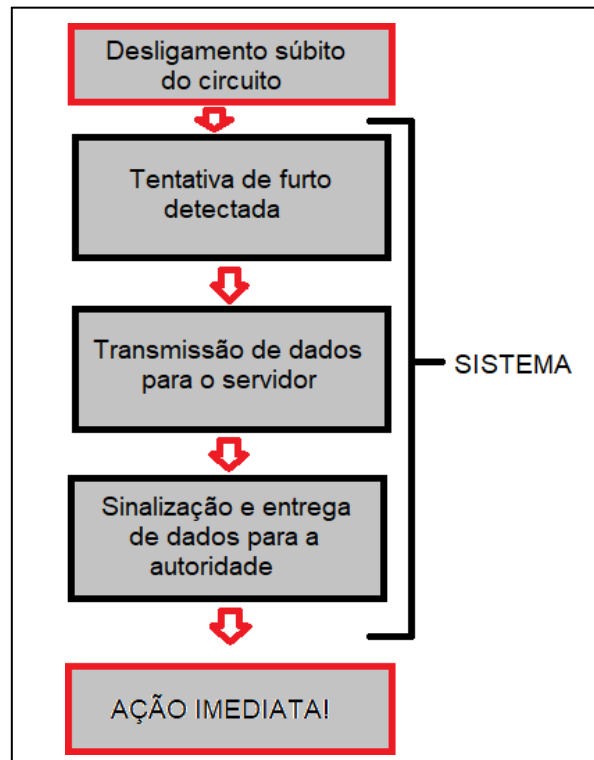 Desligamento súbito
do circuito
Tentativa de furto
detectada
Transmissão de dados
para o servidor
SISTEMA
Sinalização e entrega
de dados para a
autoridade
AÇÃO IMEDIATA!